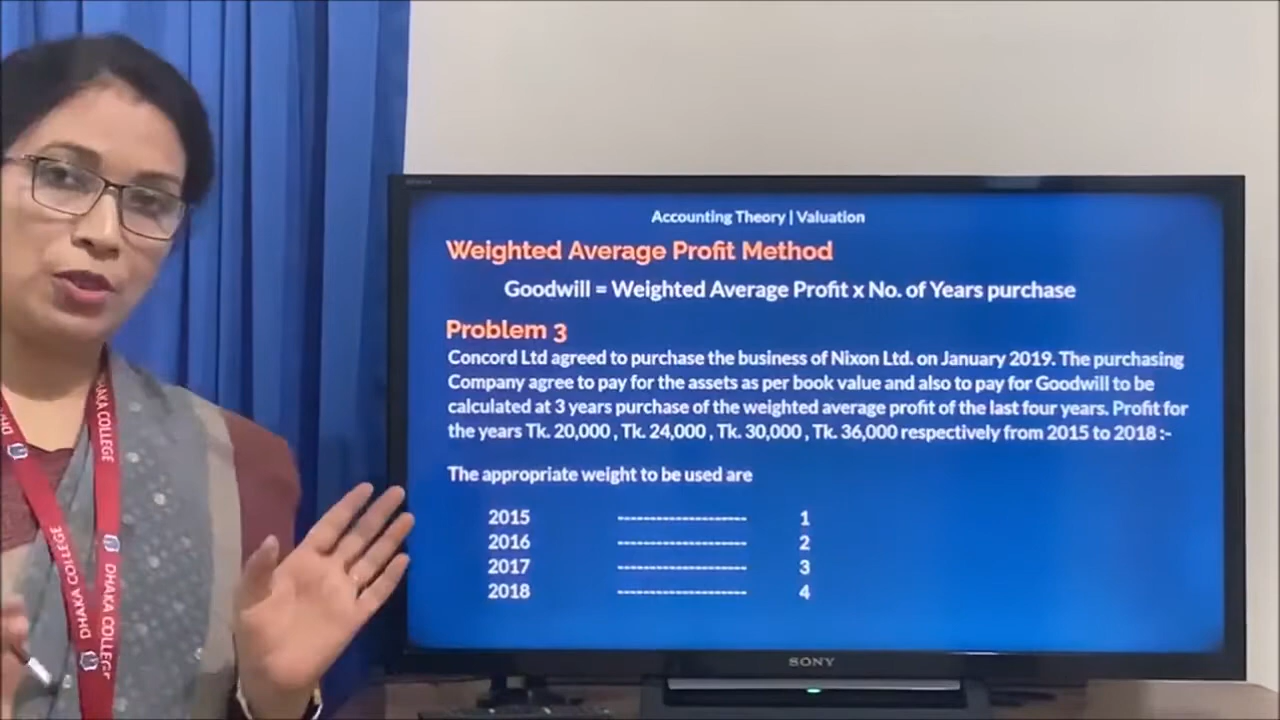 Accounting Theory | Valuation
Weighted Average Profit Method
Goodwill = Weighted Average Profit x No. of Years purchase
Problem 3
Concord Ltd agreed to purchase the business of Nixon Ltd. on January 2019. The purchasing
Company agree to pay for the assets as per book value and also to pay for Goodwill to be
calculated at 3 years purchase of the weighted average profit of the last four years. Profit for
the years Tk. 20,000 , Tk. 24,000 , Tk. 30,000 , Tk. 36,000 respectively from 2015 to 2018 :-
The appropriate weight to be used are
2015 ------------------- 1
2016 ------------------- 2
2017 ------------------- 3
2018 ------------------- 4
SONY
DHAKA COLLEGE
DHAKA COLLEGE